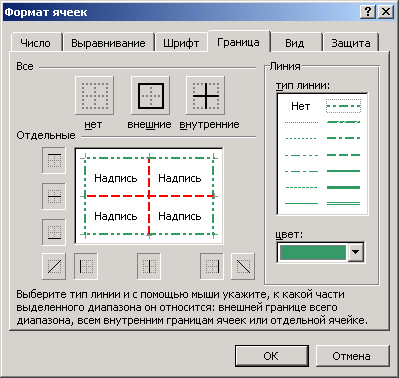 Формат ячеек
Число Выравнивание Шрифт Граница Вид Защита
Все
нет внешние внутренние
Отдельные
Надпись Надпись
Надпись Надпись
Линия
тип линии:
Нет
цвет:
Выберите тип линии и с помощью мыши укажите, к какой части
выделенного диапазона он относится: внешней границе всего
диапазона, всем внутренним границам ячеек или отдельной ячейке.
ОК Отмена